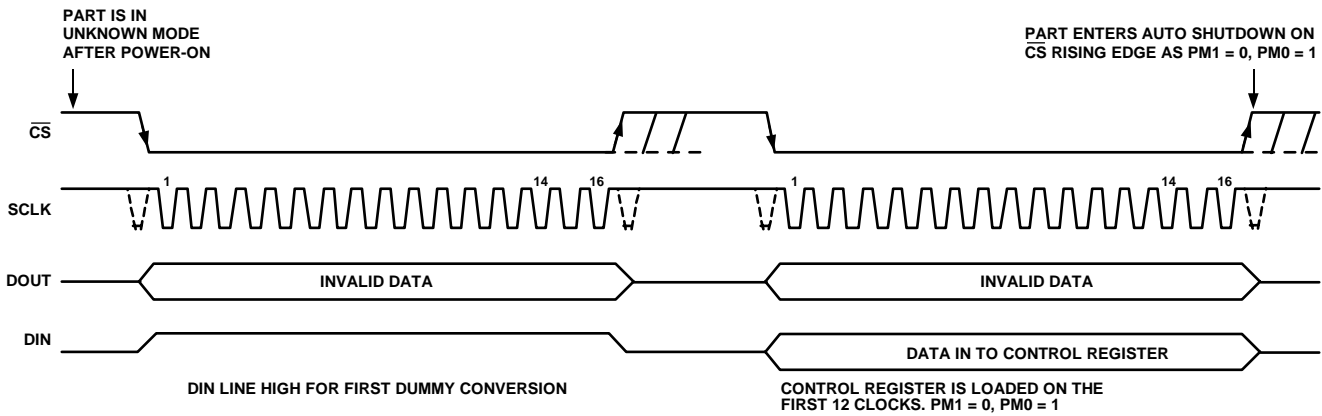 PART IS IN
UNKNOWN MODE
AFTER POWER-ON
PART ENTERS AUTO SHUTDOWN ON
CS RISING EDGE AS PM1 = 0, PM0 = 1
CS
1 14 16 1 14 16
SCLK
DOUT INVALID DATA INVALID DATA
DIN
DATA IN TO CONTROL REGISTER
DIN LINE HIGH FOR FIRST DUMMY CONVERSION
CONTROL REGISTER IS LOADED ON THE
FIRST 12 CLOCKS. PM1 = 0, PM0 = 1